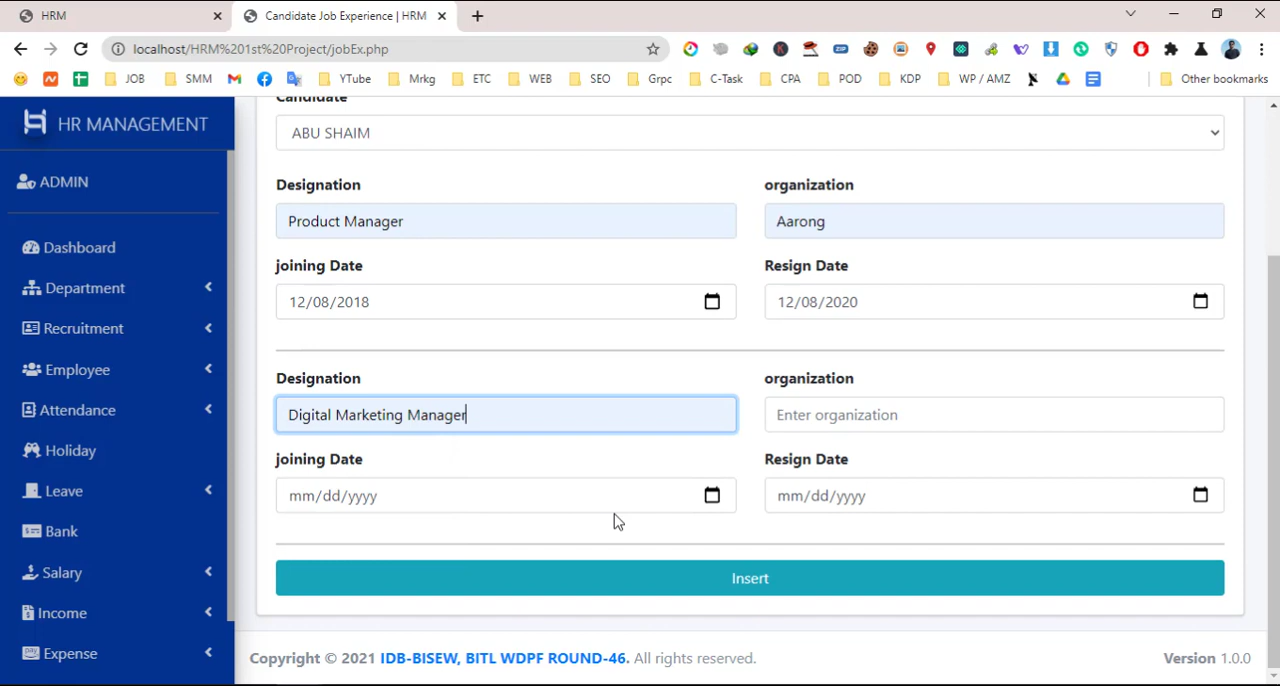 HRM
Candidate Job Experience | HRM
localhost/HRM%201st%20Project/jobEx.php
JOB SMM YTube Mrkg ETC WEB SEO Grpc C-Task CPA POD KDP WP / AMZ Other bookmarks
HR MANAGEMENT
ADMIN
Dashboard
Department
Recruitment
Employee
Attendance
Holiday
Leave
Bank
Salary
Income
Expense
Candidate
ABU SHAIM
Designation organization
Product Manager Aarong
joining Date Resign Date
12/08/2018 12/08/2020
Designation organization
Digital Marketing Manager Enter organization
joining Date Resign Date
mm/dd/yyyy mm/dd/yyyy
Insert
Copyright © 2021 IDB-BISEW, BITL WDPF ROUND-46. All rights reserved. Version 1.0.0